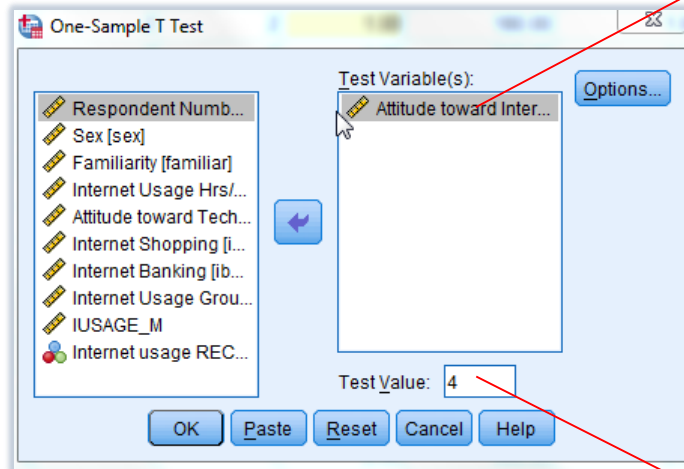 One-Sample T Test
Test Variable(s):
Respondent Numb...
Sex [sex]
Familiarity [familiar]
Internet Usage Hrs/...
Attitude toward Tech...
Internet Shopping [i...
Internet Banking [ib...
Internet Usage Grou...
IUSAGE_M
Internet usage REC...
Attitude toward Inter...
Options...
Test Value: 4
OK Paste Reset Cancel Help